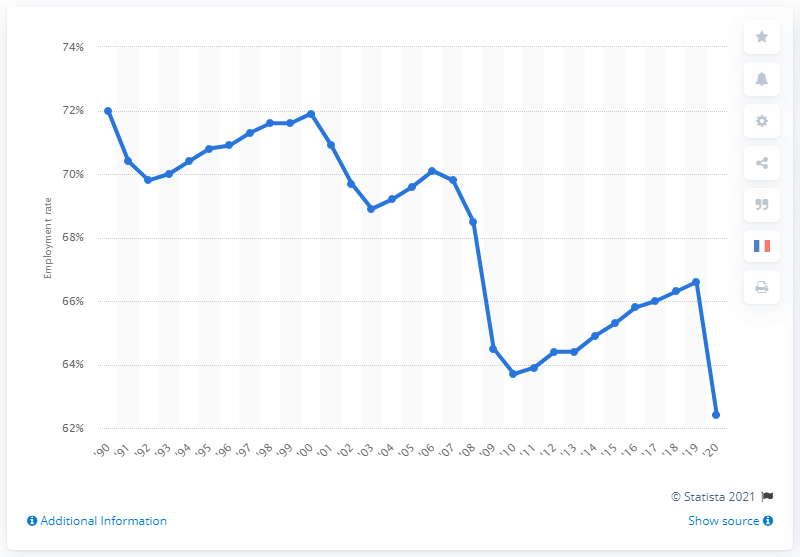 74%
72%
70%
68%
66%
64%
62%
Employment rate
'90 '91 '92 '93 '94 '95 '96 '97 '98 '99 '00 '01 '02 '03 '04 '05 '06 '07 '08 '09 '10 '11 '12 '13 '14 '15 '16 '17 '18 '19 '20
© Statista 2021
Additional Information
Show source